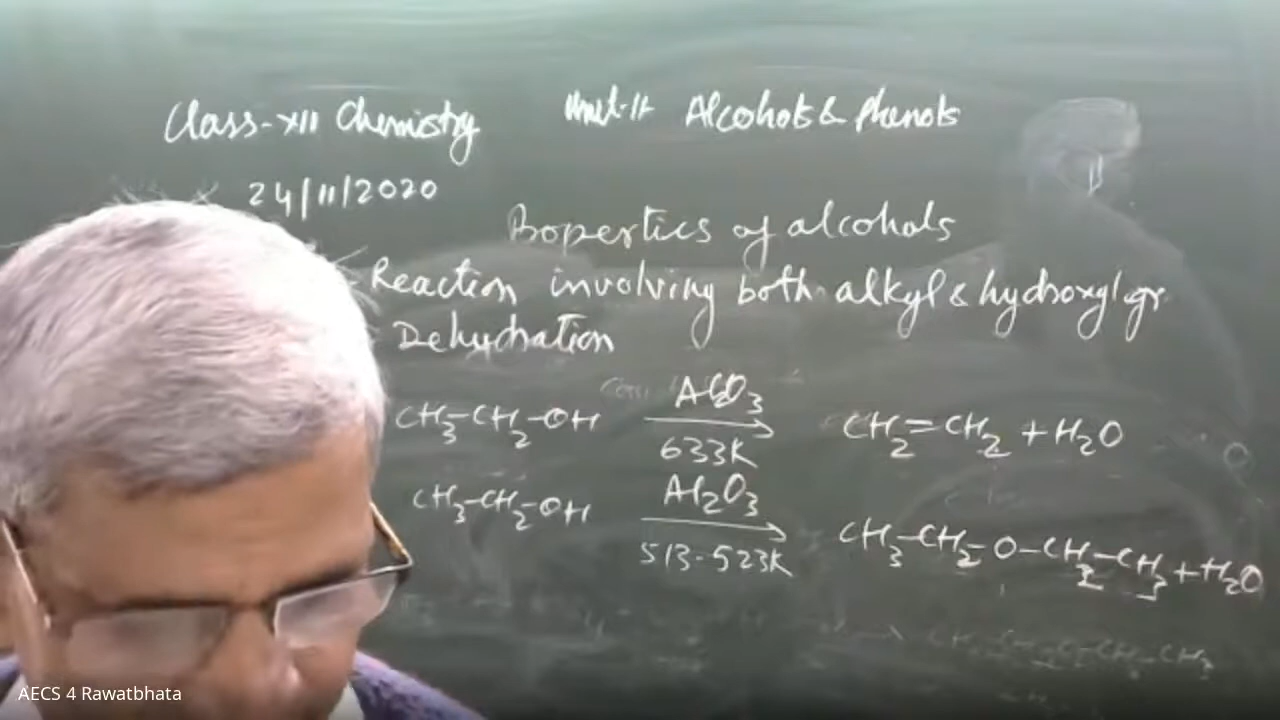 Class-XII Chemistry Unit-11 Alcohols & Phenols
24/11/2020
Properties of alcohols
Reaction involving both alkyl & hydroxyl gr.
Dehydration
CH3-CH2-OH Al2O3 633K CH2=CH2 + H2O
CH3-CH2-OH Al2O3 513-523K CH3-CH2-O-CH2-CH3 + H2O
AECS 4 Rawatbhata